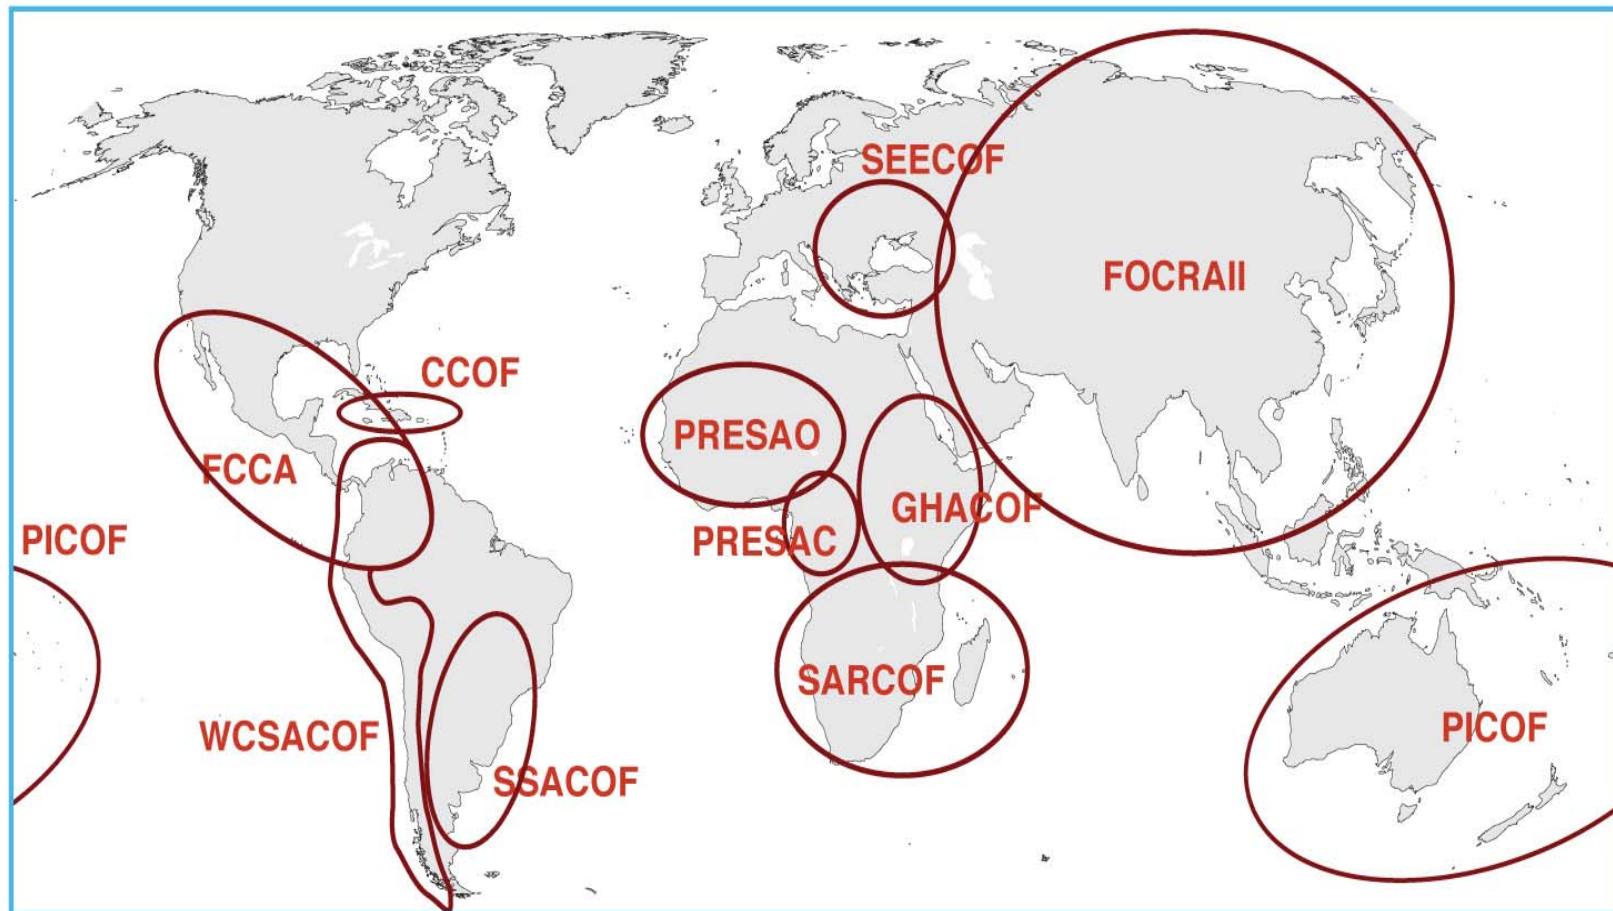 SEECOF
FOCRAII
CCOF
PRESAO
FCCA
GHACOF
PICOF
PRESAC
SARCOF
WCSACOF
PICOF
SSACOF